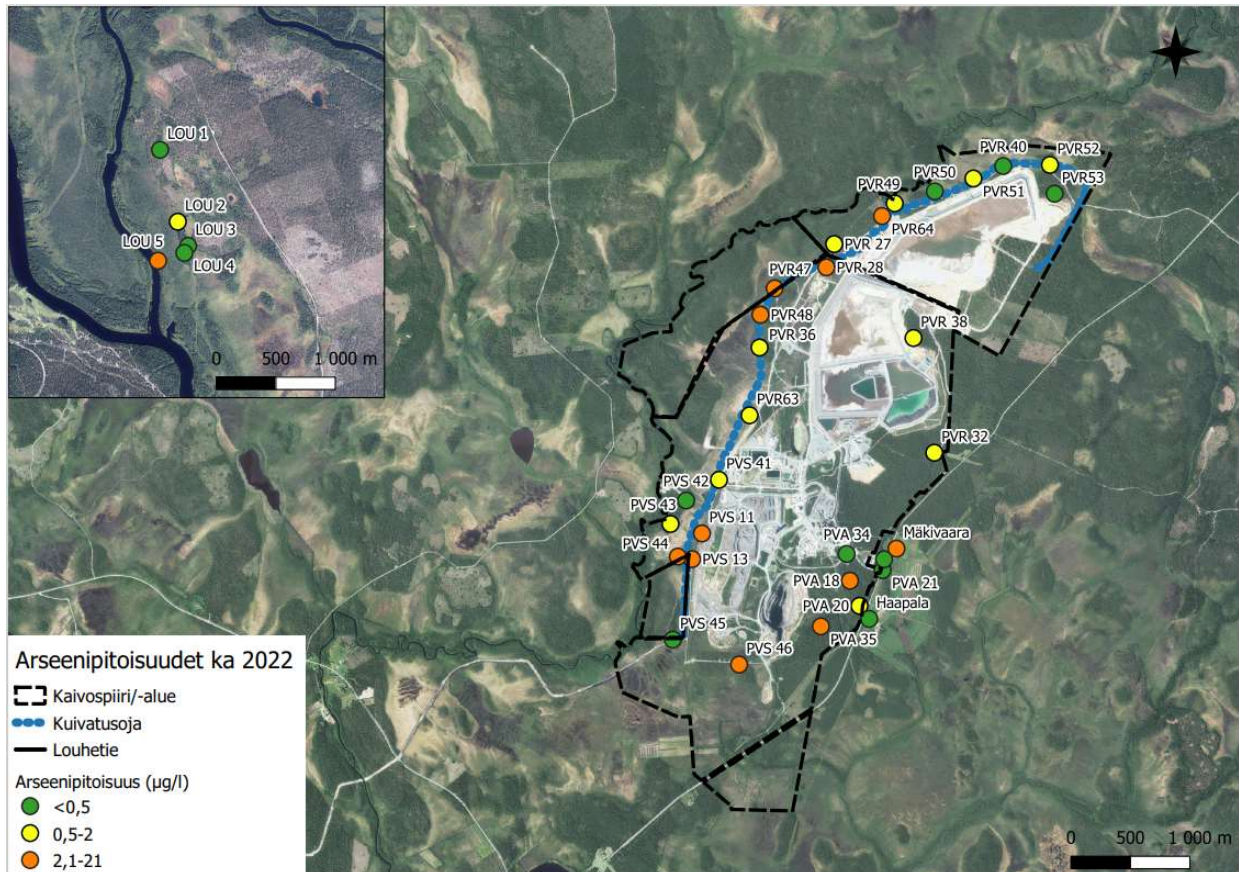 LOU 1
LOU 2
LOU 3
LOU 5
LOU 4
0 500 1 000 m
PVR 40
PVR52
PVR50
PVR53
PVR49
PVR51
PVR64
PVR 27
PVR47
PVR 28
PVR48
PVR 36
PVR 38
PVR63
PVR 32
PVS 41
PVS 42
PVS 43
PVS 11
Mäkivaara
PVS 44
PVA 34
PVS 13
PVA 18
PVA 21
PVA 20
Haapala
PVS 45
PVA 35
PVS 46
Arseenipitoisuudet ka 2022
Kaivospiiri/-alue
Kuivatusoja
Louhetie
Arseenipitoisuus (µg/l)
<0,5
0,5-2
2,1-21
0 500 1 000 m